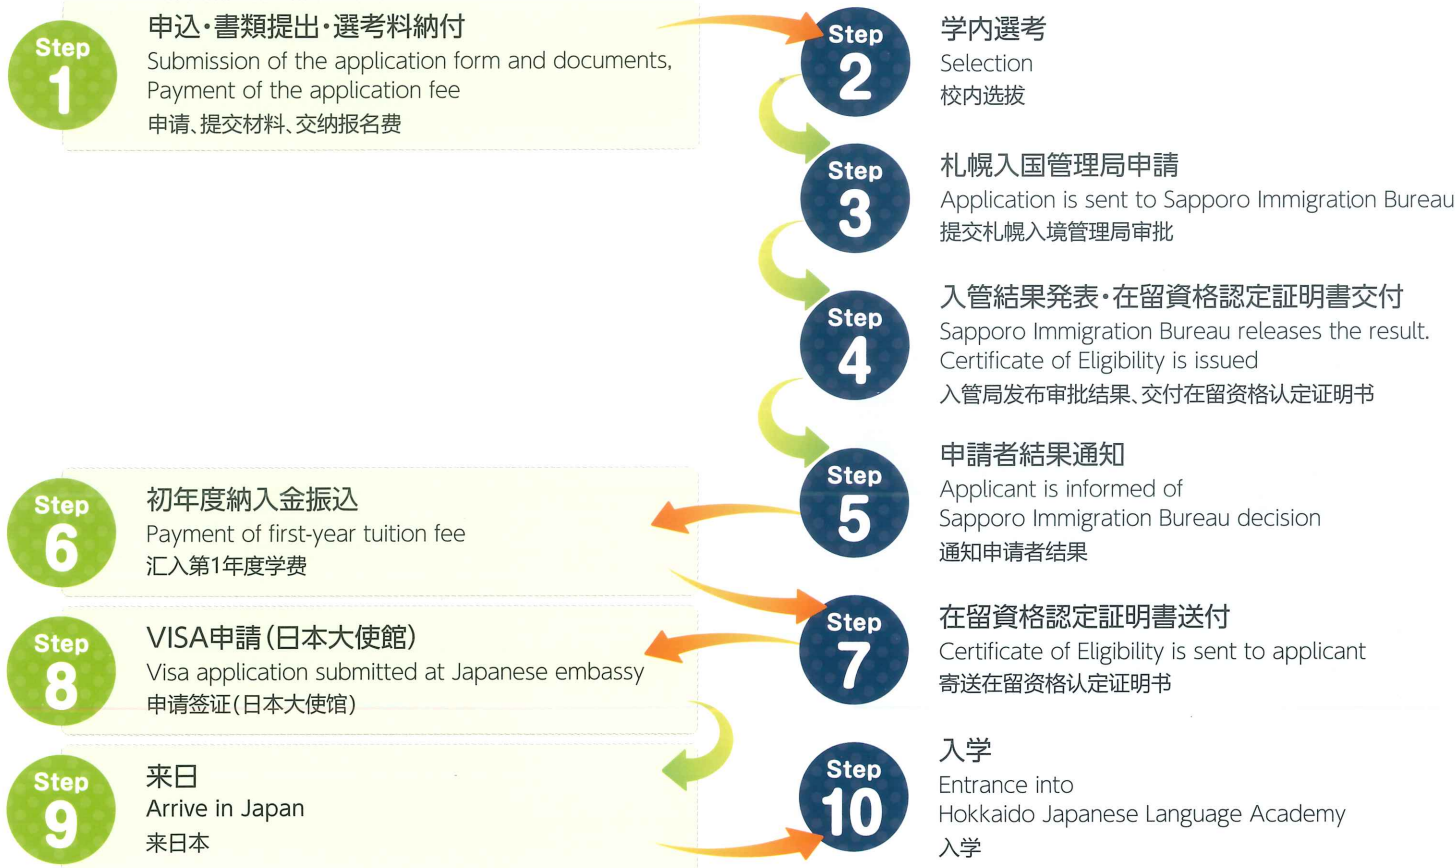 Step
1
申込・書類提出・選考料納付
Submission of the application form and documents,
Payment of the application fee
申请、提交材料、交纳报名费
Step
2
学内選考
Selection
校内选拔
Step
3
札幌入国管理局申請
Application is sent to Sapporo Immigration Bureau
提交札幌入境管理局审批
Step
4
入管結果発表・在留資格認定証明書交付
Sapporo Immigration Bureau releases the result.
Certificate of Eligibility is issued
入管局发布审批结果、交付在留资格认定证明书
Step
5
申請者結果通知
Applicant is informed of
Sapporo Immigration Bureau decision
通知申请者结果
Step
6
初年度納入金振込
Payment of first-year tuition fee
汇入第1年度学费
Step
7
在留資格認定証明書送付
Certificate of Eligibility is sent to applicant
寄送在留资格认定证明书
Step
8
VISA申請(日本大使館)
Visa application submitted at Japanese embassy
申请签证(日本大使馆)
Step
9
来日
Arrive in Japan
来日本
Step
10
入学
Entrance into
Hokkaido Japanese Language Academy
入学